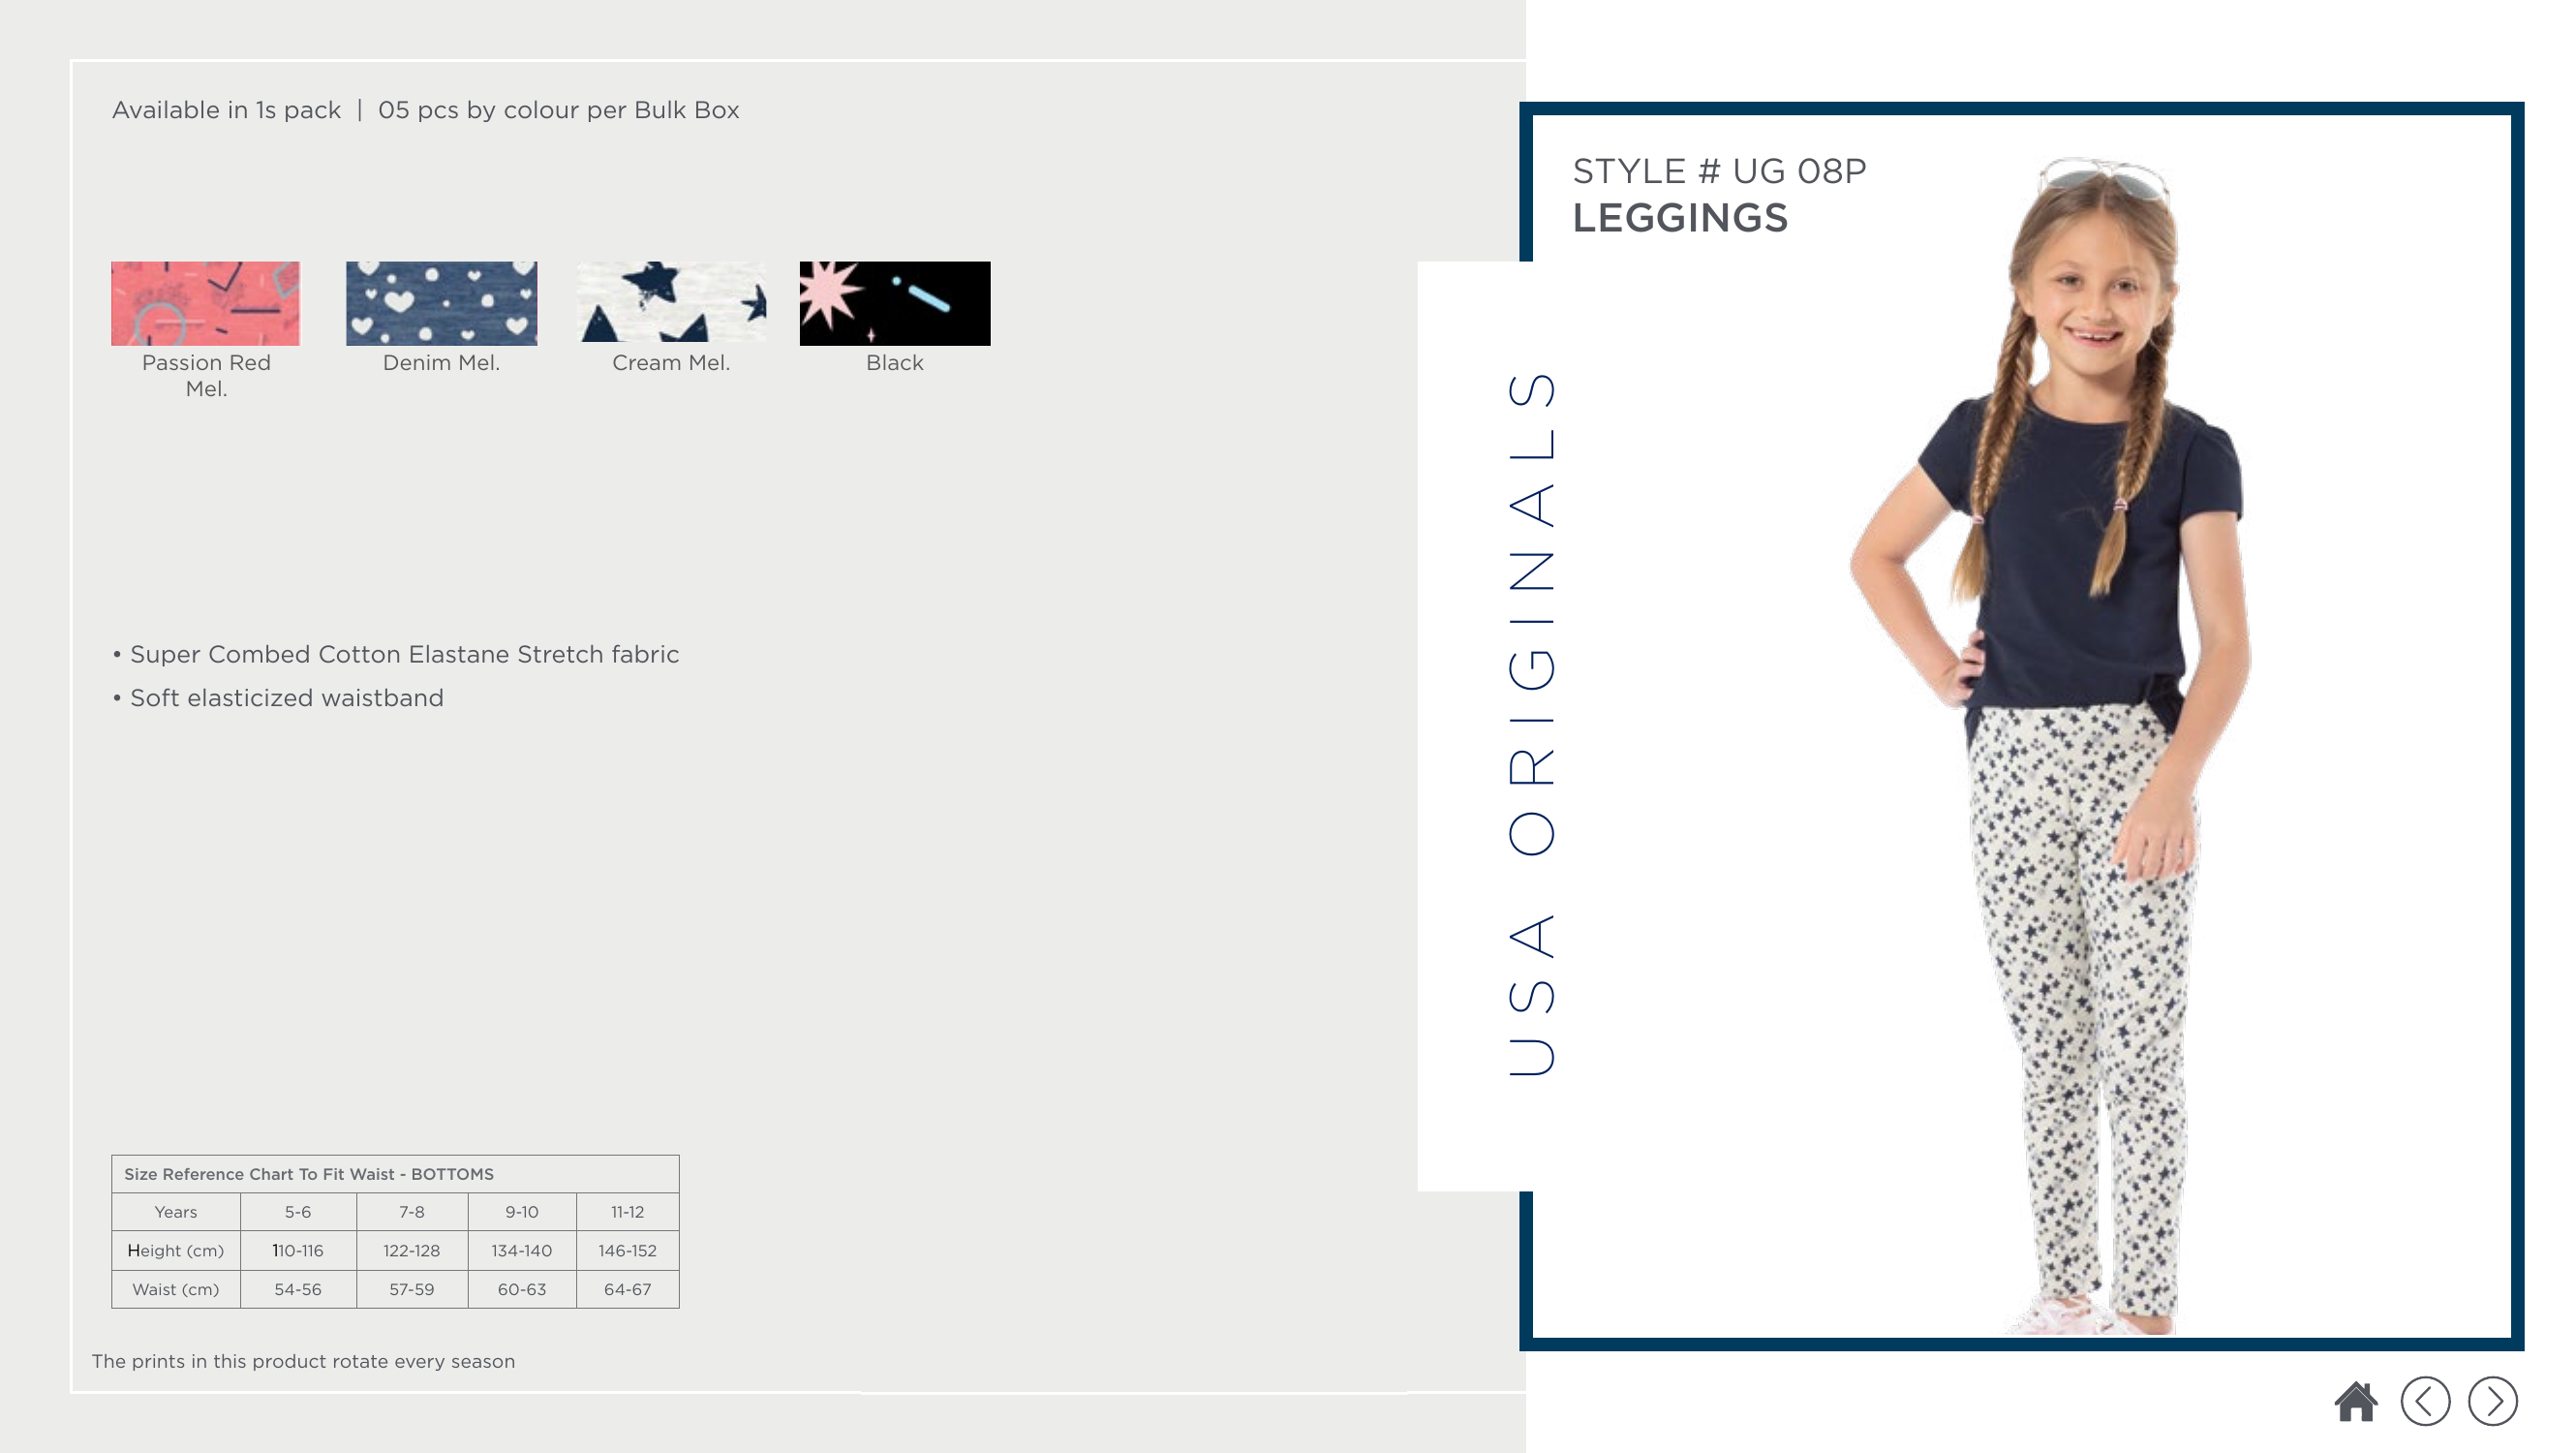 Available in 1s pack | 05 pcs by colour per Bulk Box
Passion Red
Mel.
Denim Mel.
Cream Mel.
Black
• Super Combed Cotton Elastane Stretch fabric
• Soft elasticized waistband
Size Reference Chart To Fit Waist - BOTTOMS
Years 5-6 7-8 9-10 11-12
Height (cm) 110-116 122-128 134-140 146-152
Waist (cm) 54-56 57-59 60-63 64-67
The prints in this product rotate every season
USA ORIGINALS
STYLE # UG 08P
LEGGINGS